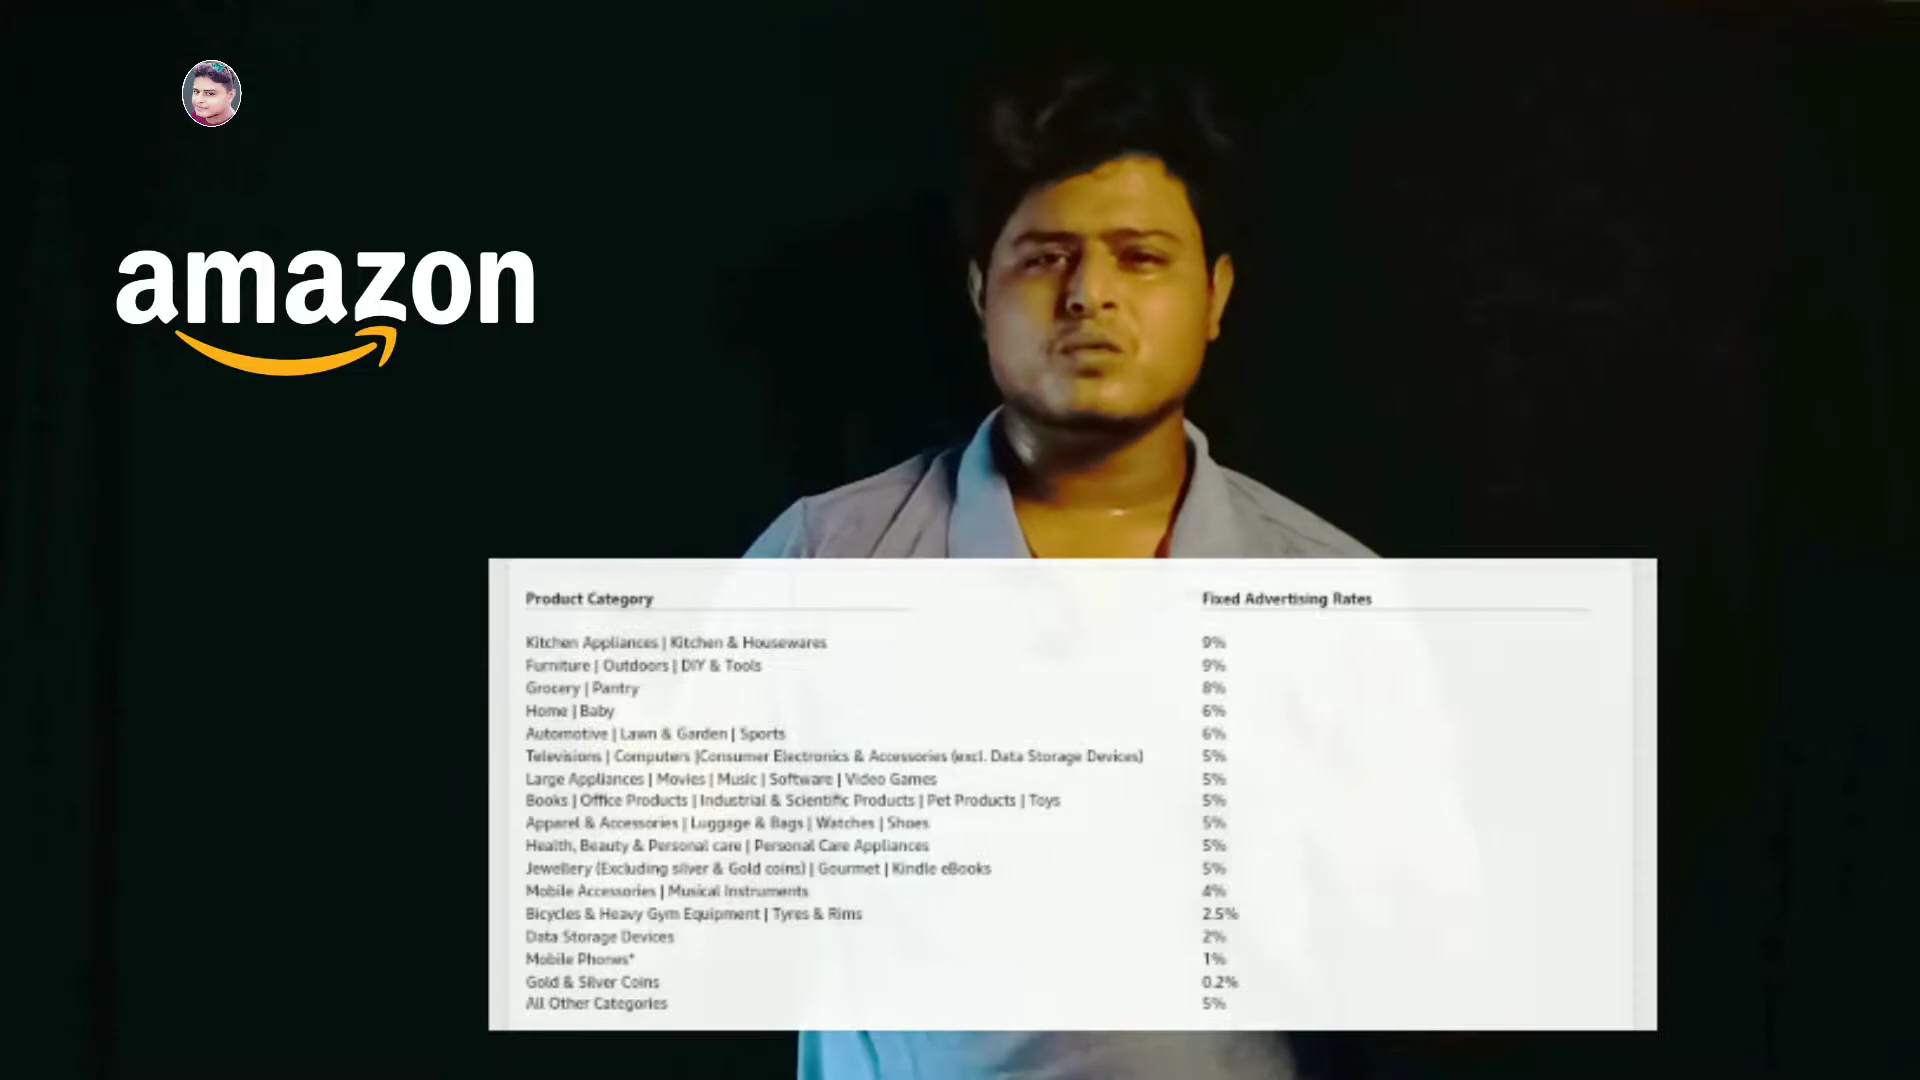 amazon
Product Category Fixed Advertising Rates
Kitchen Appliances | Kitchen & Housewares 9%
Furniture | Outdoors | DIY & Tools 9%
Grocery | Pantry 8%
Home | Baby 6%
Automotive | Lawn & Garden | Sports 6%
Televisions | Computers |Consumer Electronics & Accessories (excl. Data Storage Devices) 5%
Large Appliances | Movies | Music | Software | Video Games 5%
Books | Office Products | Industrial & Scientific Products | Pet Products | Toys 5%
Apparel & Accessories | Luggage & Bags | Watches | Shoes 5%
Health, Beauty & Personal care | Personal Care Appliances 5%
Jewellery (Excluding silver & Gold coins) | Gourmet | Kindle eBooks 5%
Mobile Accessories | Musical Instruments 4%
Bicycles & Heavy Gym Equipment | Tyres & Rims 2.5%
Data Storage Devices 2%
Mobile Phones* 1%
Gold & Silver Coins 0.2%
All Other Categories 5%